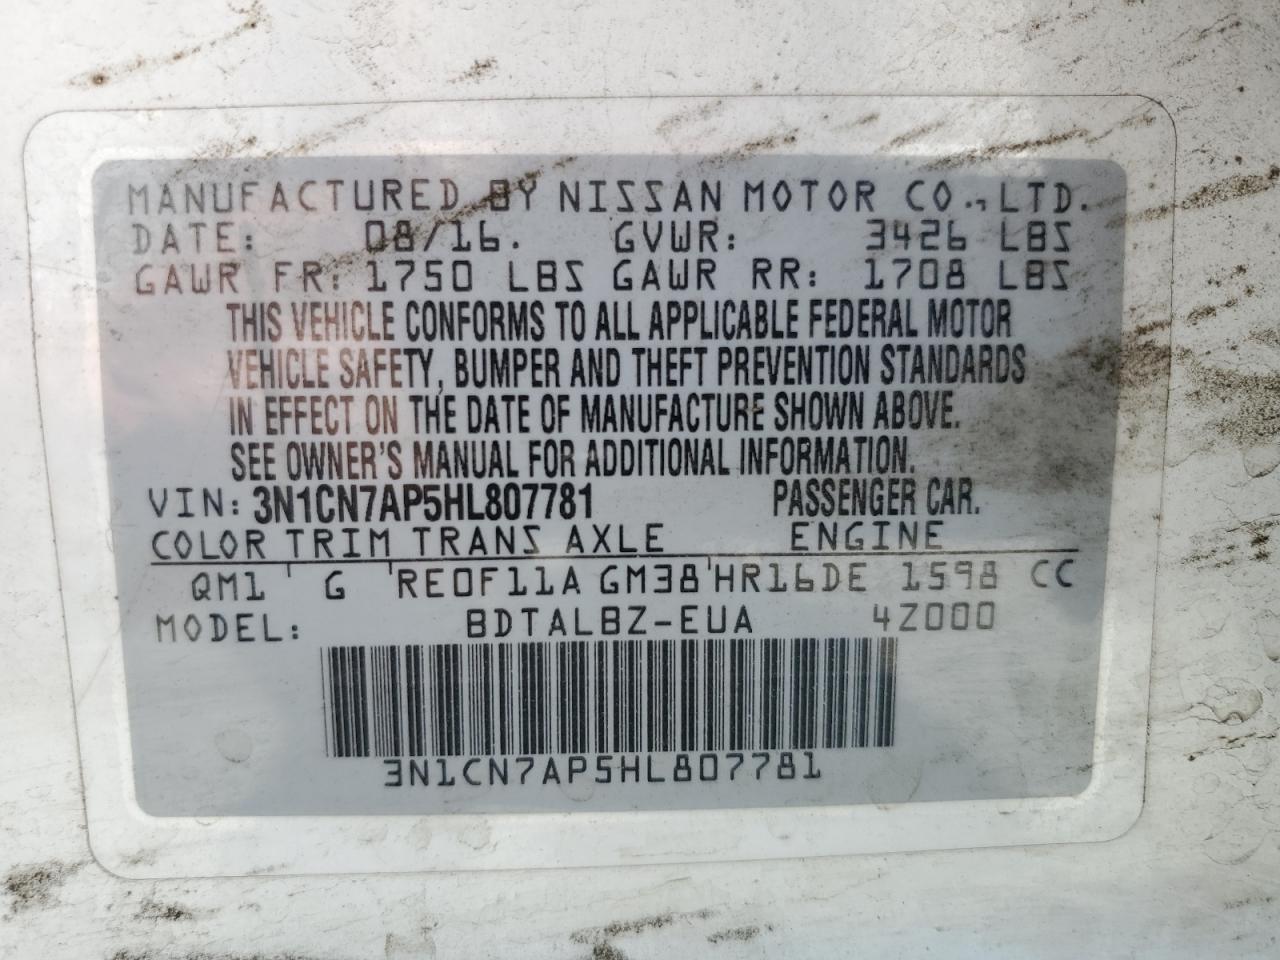 MANUFACTURED BY NISSAN MOTOR CO., LTD.
DATE: 08/16. GVWR: 3426 LBS
GAWR FR: 1750 LBS GAWR RR: 1708 LBS
THIS VEHICLE CONFORMS TO ALL APPLICABLE FEDERAL MOTOR
VEHICLE SAFETY, BUMPER AND THEFT PREVENTION STANDARDS
IN EFFECT ON THE DATE OF MANUFACTURE SHOWN ABOVE.
SEE OWNER'S MANUAL FOR ADDITIONAL INFORMATION.
VIN: 3N1CN7AP5HL807781 PASSENGER CAR.
COLOR TRIM TRANS AXLE ENGINE
QM1 G RE0F11A GM38 HR16DE 1598 CC
MODEL: BDTALBZ-EUA 4Z000
3N1CN7AP5HL807781